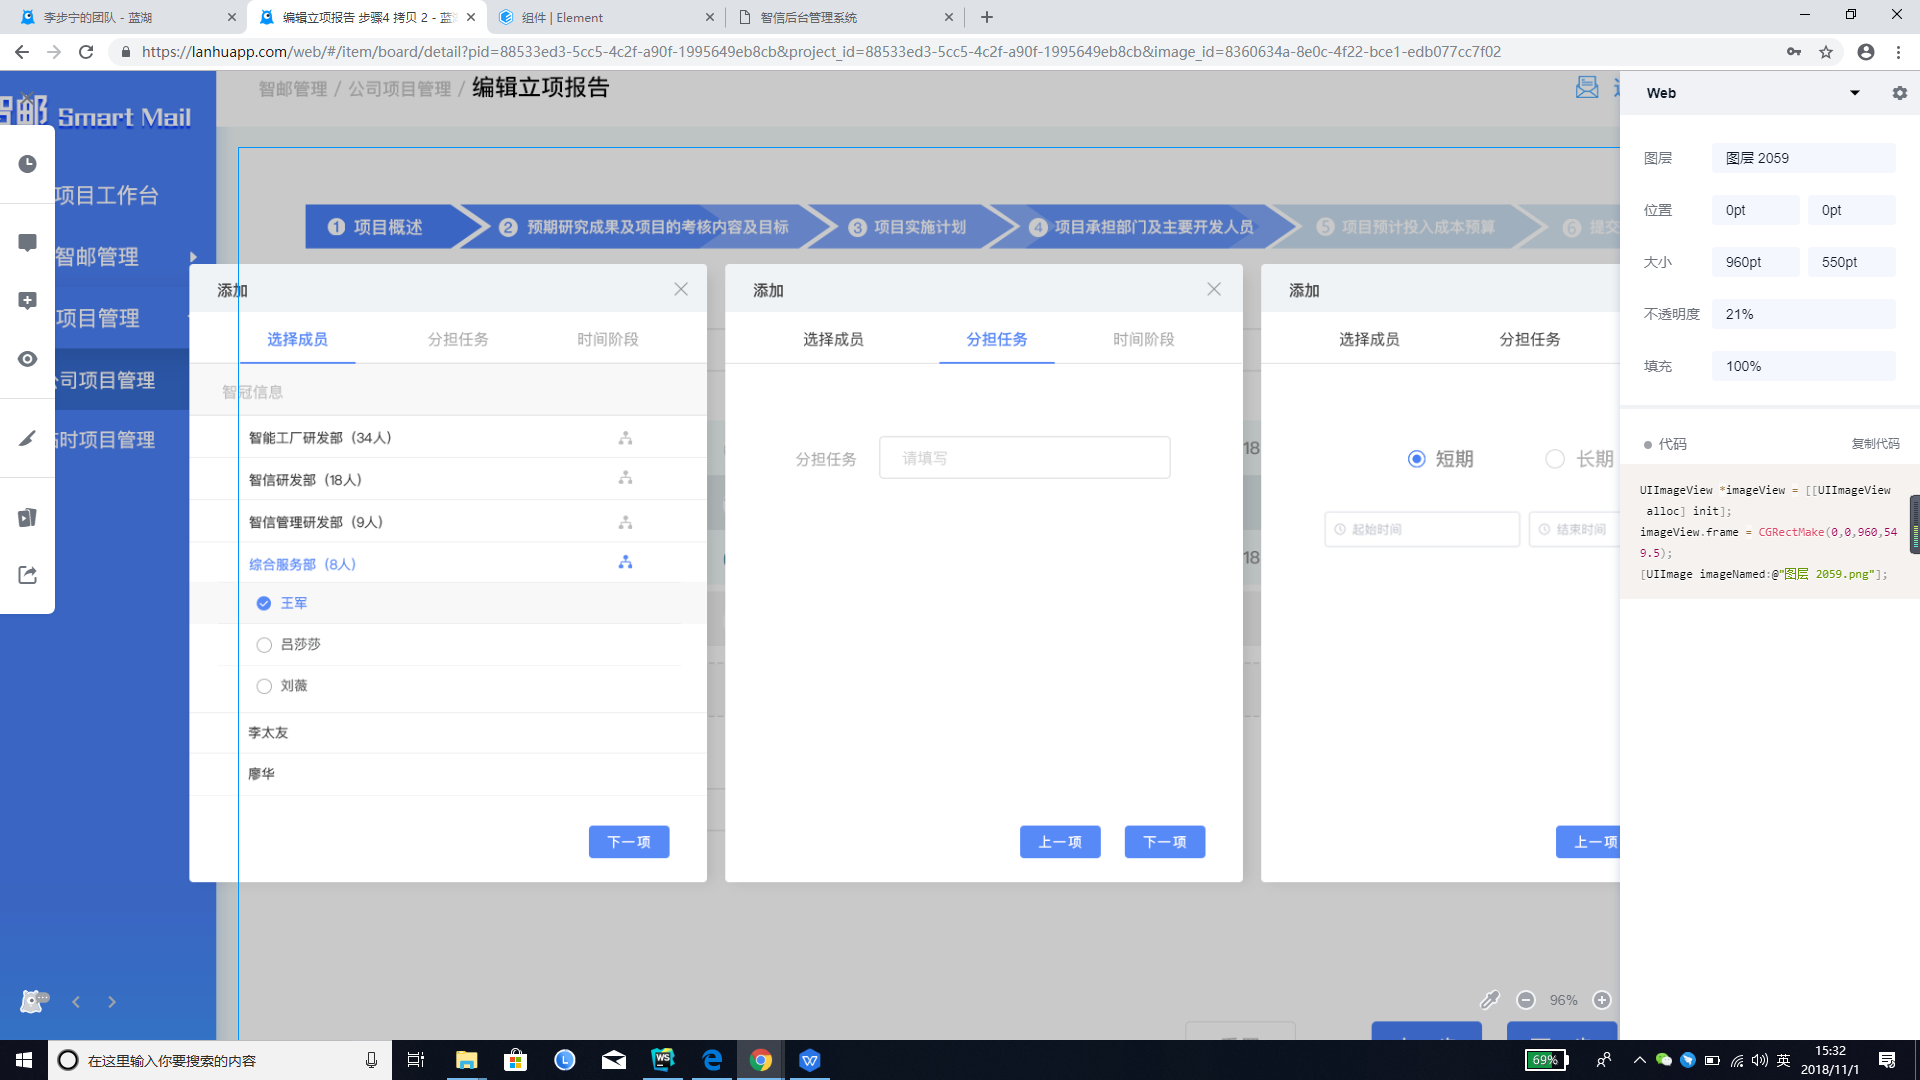 李步宁的团队 - 蓝湖
编辑立项报告 步骤4 拷贝 2 - 蓝
组件 | Element
智信后台管理系统
https://lanhuapp.com/web/#/item/board/detail?pid=88533ed3-5cc5-4c2f-a90f-1995649eb8cb&project_id=88533ed3-5cc5-4c2f-a90f-1995649eb8cb&image_id=8360634a-8e0c-4f22-bce1-edb077cc7f02
智邮 Smart Mail
智邮管理 / 公司项目管理 / 编辑立项报告
项目工作台
智邮管理
项目管理
公司项目管理
临时项目管理
1 项目概述
2 预期研究成果及项目的考核内容及目标
3 项目实施计划
4 项目承担部门及主要开发人员
5 项目预计投入成本预算
6 提交
添加
选择成员
分担任务
时间阶段
智冠信息
智能工厂研发部（34人）
智信研发部（18人）
智信管理研发部（9人）
综合服务部（8人）
王军
吕莎莎
刘薇
李太友
廖华
下一项
添加
选择成员
分担任务
时间阶段
分担任务
请填写
上一项
下一项
18
18
添加
选择成员
分担任务
短期
长期
起始时间
结束时间
上一项
96%
Web
图层
图层 2059
位置
0pt
0pt
大小
960pt
550pt
不透明度
21%
填充
100%
代码
复制代码
UIImageView *imageView = [[UIImageView
alloc] init];
imageView.frame = CGRectMake(0,0,960,54
9.5);
[UIImage imageNamed:@"图层 2059.png"];
在这里输入你要搜索的内容
69%
英
15:32
2018/11/1